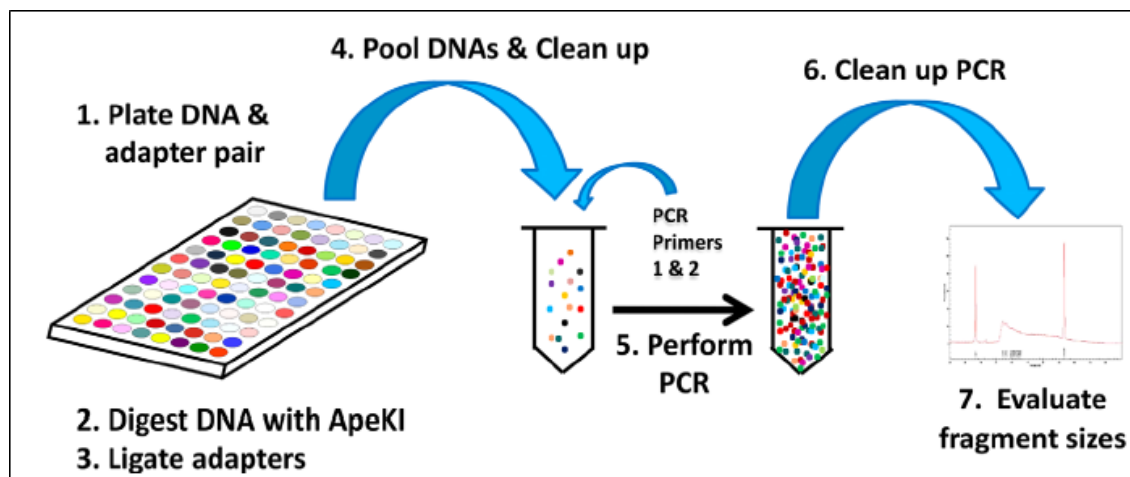 4. Pool DNAs & Clean up
6. Clean up PCR
1. Plate DNA &
adapter pair
PCR
Primers
1 & 2
5. Perform
PCR
2. Digest DNA with ApeKI
3. Ligate adapters
7. Evaluate
fragment sizes